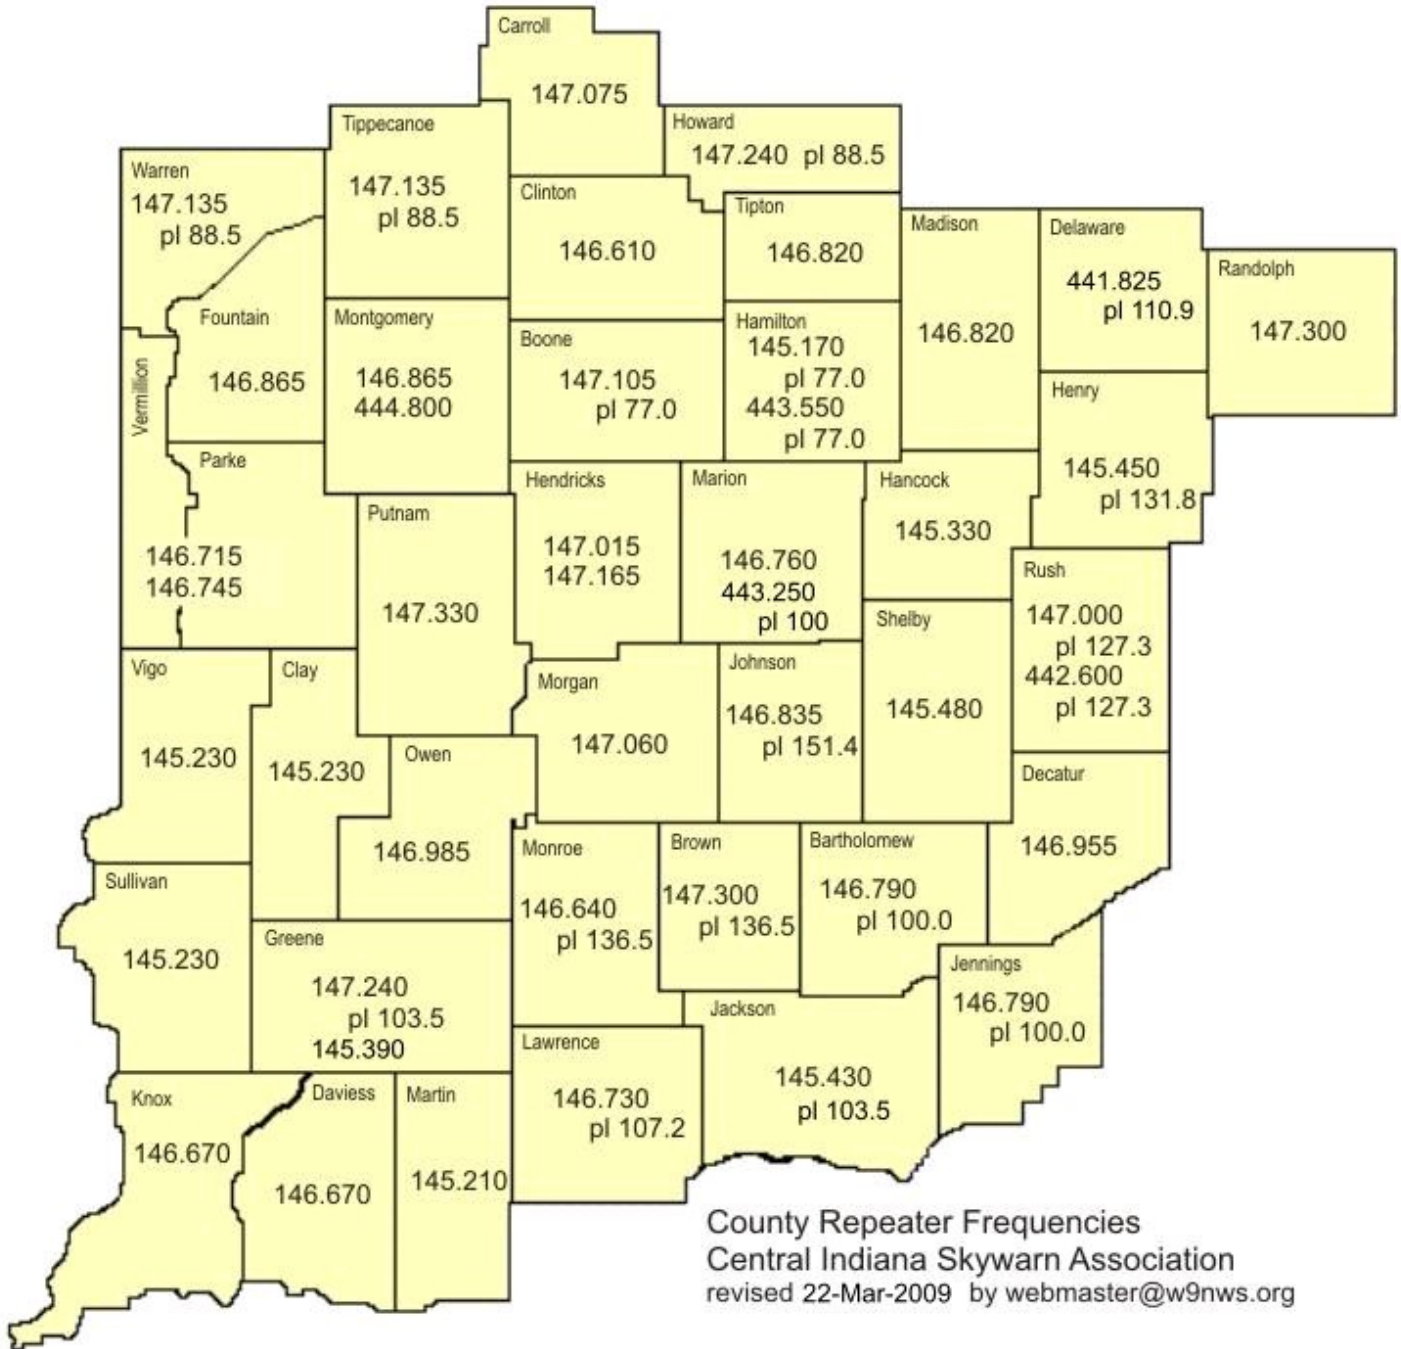 Carroll
147.075
Tippecanoe
147.135
pl 88.5
Howard
147.240 pl 88.5
Warren
147.135
pl 88.5
Clinton
146.610
Tipton
146.820
Madison
146.820
Delaware
441.825
pl 110.9
Randolph
147.300
Fountain
146.865
Montgomery
146.865
444.800
Boone
147.105
pl 77.0
Hamilton
145.170
pl 77.0
443.550
pl 77.0
Henry
145.450
pl 131.8
Vermillion
Parke
146.715
146.745
Putnam
147.330
Hendricks
147.015
147.165
Marion
146.760
443.250
pl 100
Hancock
145.330
Rush
147.000
pl 127.3
442.600
pl 127.3
Shelby
145.480
Vigo
145.230
Clay
145.230
Morgan
147.060
Johnson
146.835
pl 151.4
Owen
146.985
Decatur
146.955
Monroe
146.640
pl 136.5
Brown
147.300
pl 136.5
Bartholomew
146.790
pl 100.0
Sullivan
145.230
Greene
147.240
pl 103.5
145.390
Jennings
146.790
pl 100.0
Jackson
145.430
pl 103.5
Lawrence
146.730
pl 107.2
Knox
146.670
Daviess
146.670
Martin
145.210
County Repeater Frequencies
Central Indiana Skywarn Association
revised 22-Mar-2009 by webmaster@w9nws.org